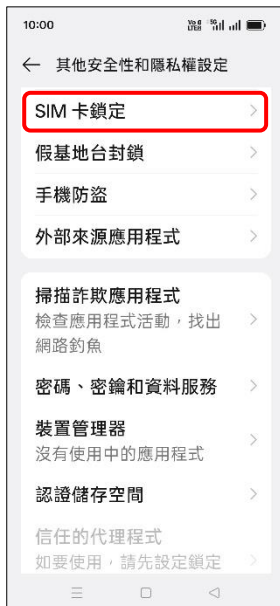 10:00
← 其他安全性和隱私權設定
SIM 卡鎖定
假基地台封鎖
手機防盜
外部來源應用程式
掃描詐欺應用程式
檢查應用程式活動，找出
網路釣魚
密碼、密鑰和資料服務
裝置管理器
沒有使用中的應用程式
認證儲存空間
信任的代理程式
如要使用，請先設定鎖定